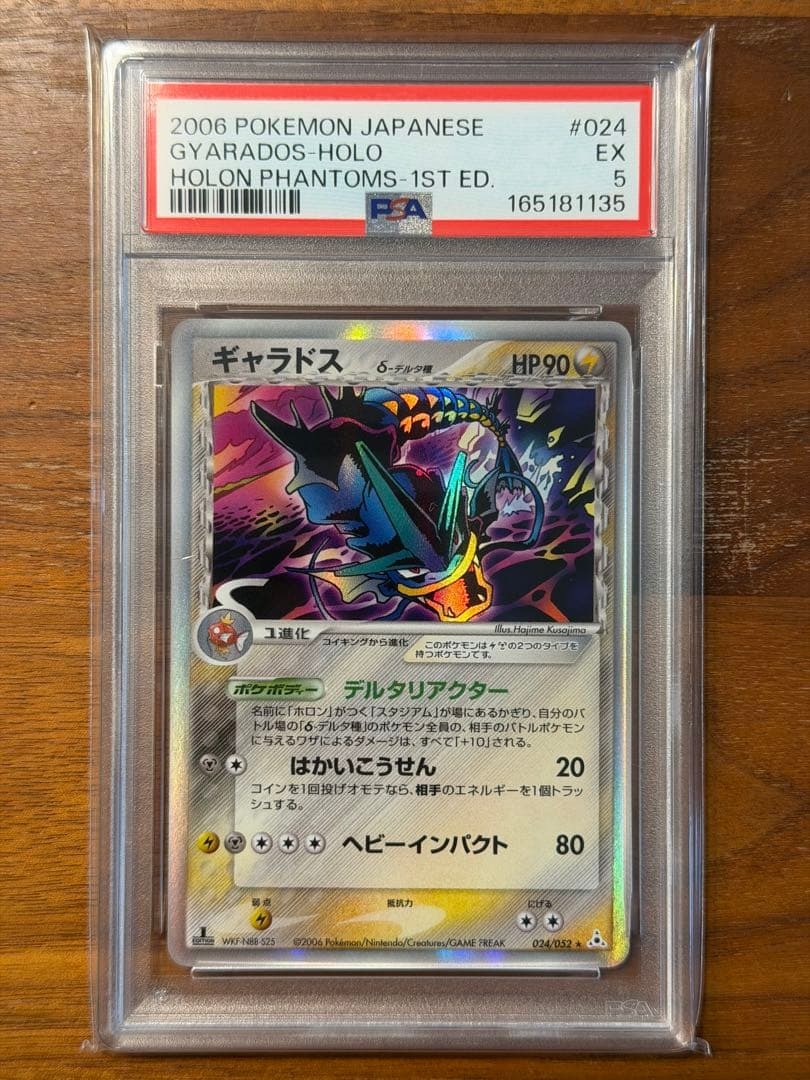 2006 POKEMON JAPANESE #024
GYARADOS-HOLO EX
HOLON PHANTOMS-1ST ED. 5
PSA 165181135
ギャラドス δ-デルタ種 HP90
Illus.Hajime Kusajima
1進化 コイキングから進化
このポケモンは の2つのタイプを
持つポケモンです。
ポケボディー デルタリアクター
名前に「ホロン」がつく「スタジアム」が場にあるかぎり、自分のバ
トル場の「δ-デルタ種」のポケモン全員の、相手のバトルポケモン
に与えるワザによるダメージは、すべて「+10」される。
はかいこうせん 20
コインを1回投げオモテなら、相手のエネルギーを1個トラッ
シュする。
ヘビーインパクト 80
弱点 抵抗力 にげる
1 EDITION WKF-N8B-S25 ©2006 Pokémon/Nintendo/Creatures/GAME FREAK 024/052 ★
PSA